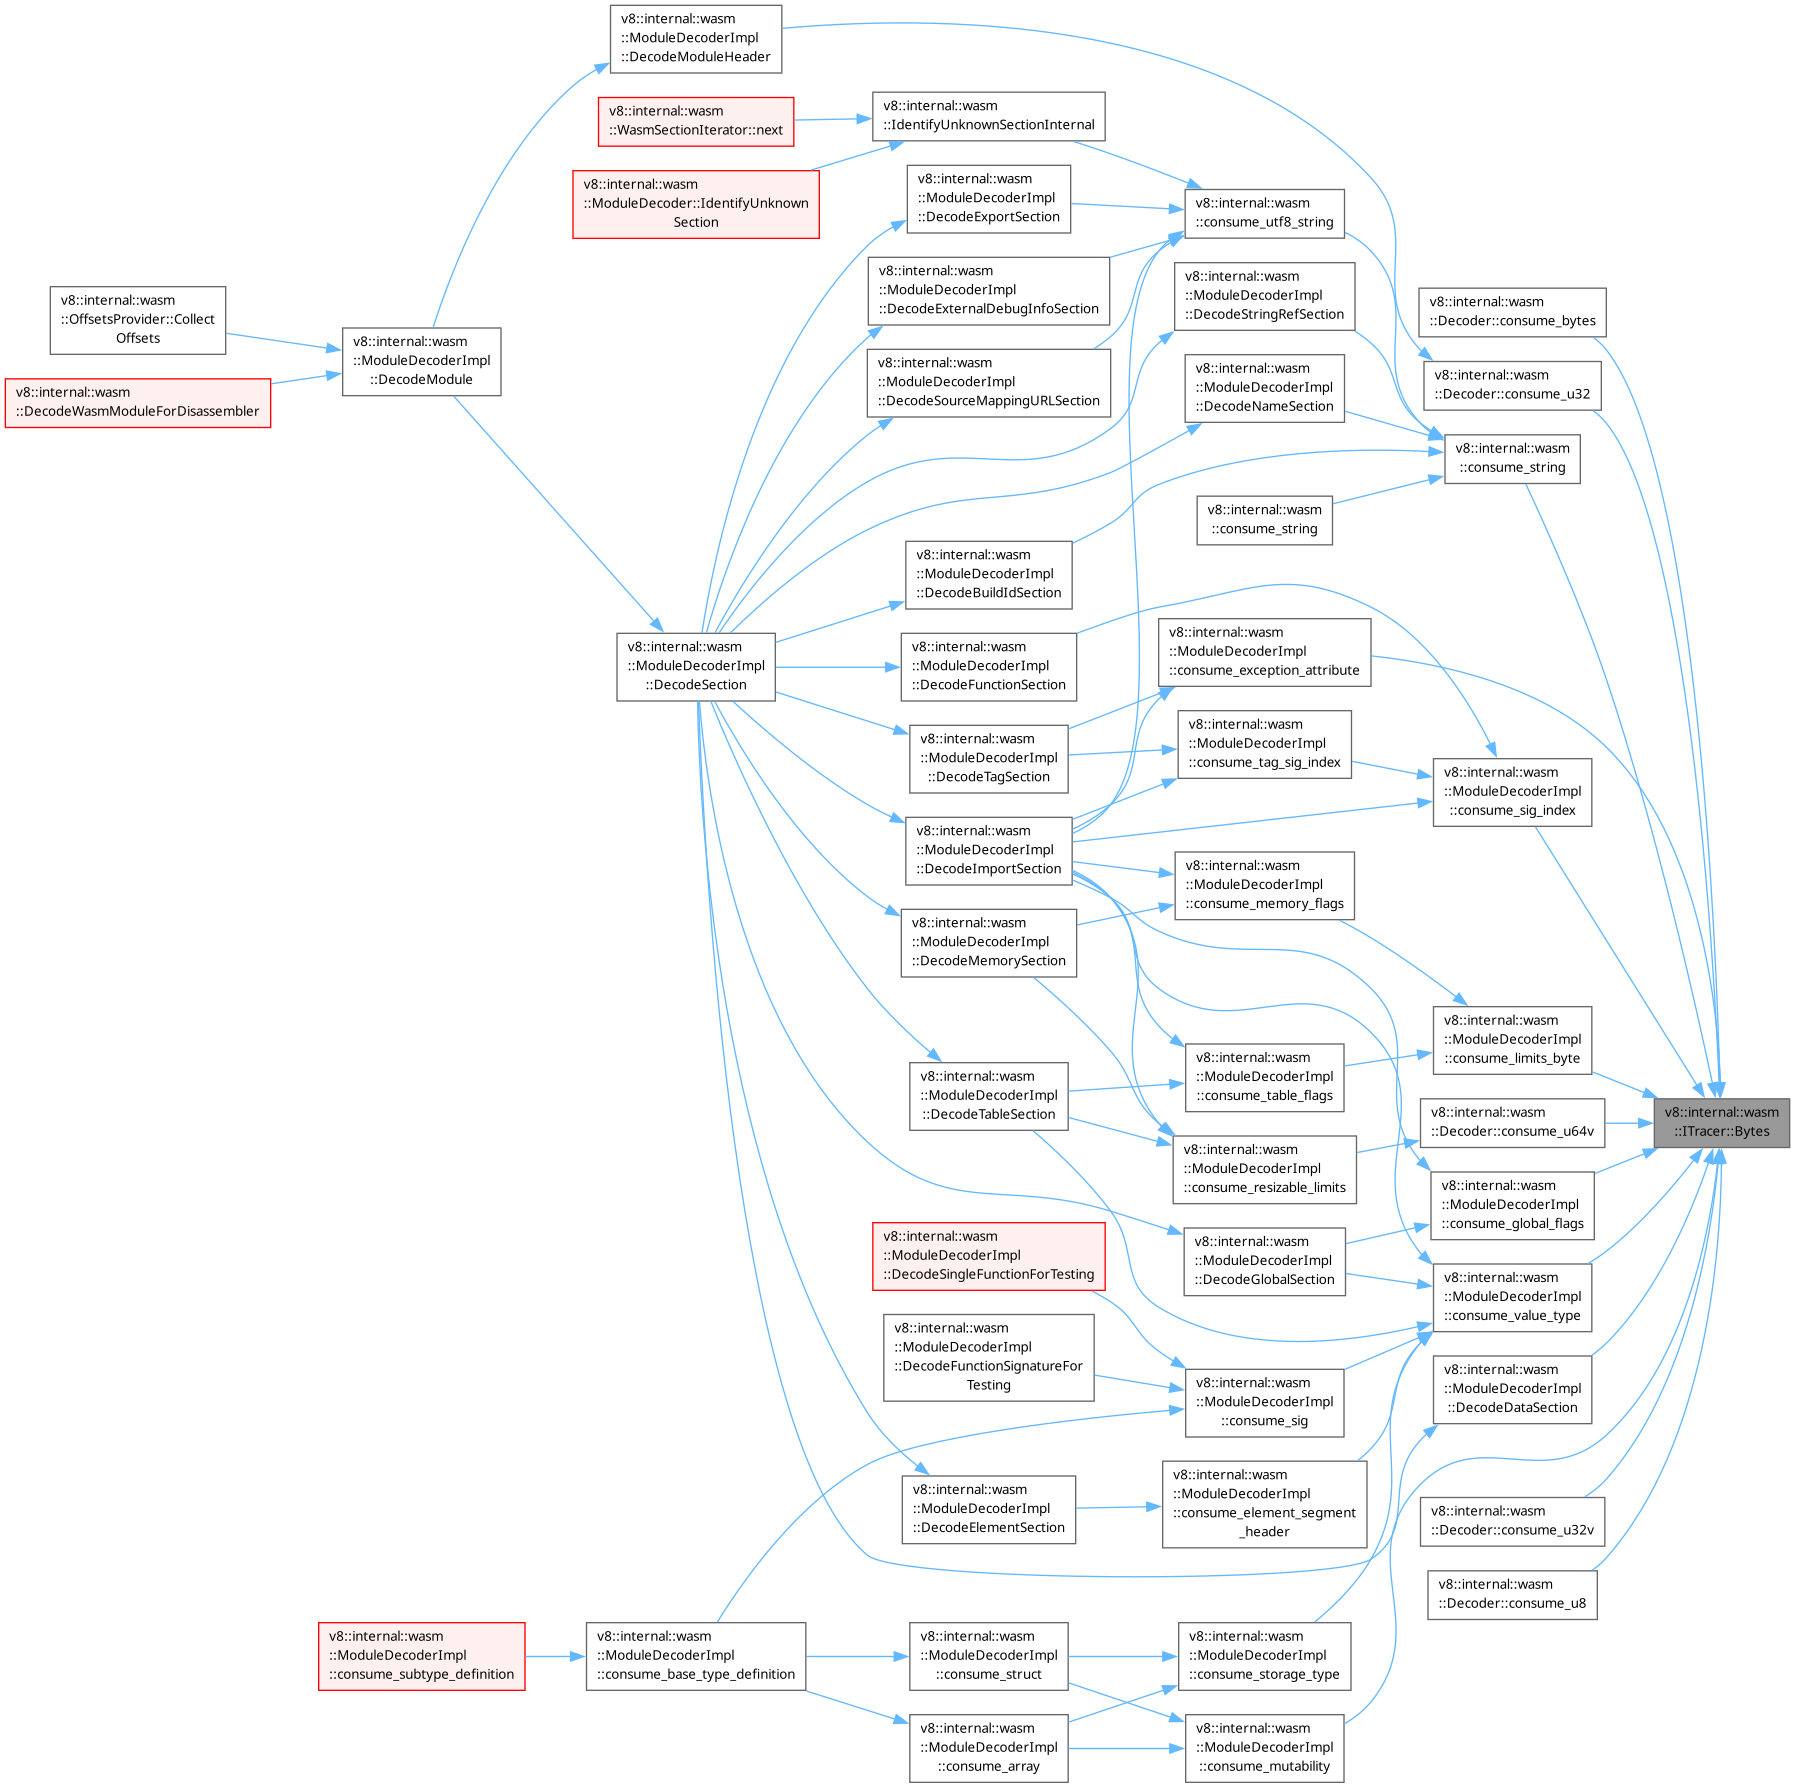 v8::internal::wasm
::ModuleDecoderImpl
::DecodeModuleHeader
v8::internal::wasm
::WasmSectionIterator::next
v8::internal::wasm
::IdentifyUnknownSectionInternal
v8::internal::wasm
::ModuleDecoder::IdentifyUnknown
Section
v8::internal::wasm
::ModuleDecoderImpl
::DecodeExportSection
v8::internal::wasm
::consume_utf8_string
v8::internal::wasm
::ModuleDecoderImpl
::DecodeExternalDebugInfoSection
v8::internal::wasm
::ModuleDecoderImpl
::DecodeStringRefSection
v8::internal::wasm
::OffsetsProvider::Collect
Offsets
v8::internal::wasm
::Decoder::consume_bytes
v8::internal::wasm
::ModuleDecoderImpl
::DecodeModule
v8::internal::wasm
::DecodeWasmModuleForDisassembler
v8::internal::wasm
::ModuleDecoderImpl
::DecodeSourceMappingURLSection
v8::internal::wasm
::ModuleDecoderImpl
::DecodeNameSection
v8::internal::wasm
::Decoder::consume_u32
v8::internal::wasm
::consume_string
v8::internal::wasm
::consume_string
v8::internal::wasm
::ModuleDecoderImpl
::DecodeBuildIdSection
v8::internal::wasm
::ModuleDecoderImpl
::DecodeSection
v8::internal::wasm
::ModuleDecoderImpl
::DecodeFunctionSection
v8::internal::wasm
::ModuleDecoderImpl
::consume_exception_attribute
v8::internal::wasm
::ModuleDecoderImpl
::DecodeTagSection
v8::internal::wasm
::ModuleDecoderImpl
::consume_tag_sig_index
v8::internal::wasm
::ModuleDecoderImpl
::consume_sig_index
v8::internal::wasm
::ModuleDecoderImpl
::DecodeImportSection
v8::internal::wasm
::ModuleDecoderImpl
::consume_memory_flags
v8::internal::wasm
::ModuleDecoderImpl
::DecodeMemorySection
v8::internal::wasm
::ModuleDecoderImpl
::consume_limits_byte
v8::internal::wasm
::ModuleDecoderImpl
::DecodeTableSection
v8::internal::wasm
::ModuleDecoderImpl
::consume_table_flags
v8::internal::wasm
::Decoder::consume_u64v
v8::internal::wasm
::ITracer::Bytes
v8::internal::wasm
::ModuleDecoderImpl
::consume_resizable_limits
v8::internal::wasm
::ModuleDecoderImpl
::consume_global_flags
v8::internal::wasm
::ModuleDecoderImpl
::DecodeSingleFunctionForTesting
v8::internal::wasm
::ModuleDecoderImpl
::DecodeGlobalSection
v8::internal::wasm
::ModuleDecoderImpl
::consume_value_type
v8::internal::wasm
::ModuleDecoderImpl
::DecodeFunctionSignatureFor
Testing
v8::internal::wasm
::ModuleDecoderImpl
::consume_sig
v8::internal::wasm
::ModuleDecoderImpl
::DecodeDataSection
v8::internal::wasm
::ModuleDecoderImpl
::DecodeElementSection
v8::internal::wasm
::ModuleDecoderImpl
::consume_element_segment
_header
v8::internal::wasm
::Decoder::consume_u32v
v8::internal::wasm
::Decoder::consume_u8
v8::internal::wasm
::ModuleDecoderImpl
::consume_subtype_definition
v8::internal::wasm
::ModuleDecoderImpl
::consume_base_type_definition
v8::internal::wasm
::ModuleDecoderImpl
::consume_struct
v8::internal::wasm
::ModuleDecoderImpl
::consume_storage_type
v8::internal::wasm
::ModuleDecoderImpl
::consume_array
v8::internal::wasm
::ModuleDecoderImpl
::consume_mutability